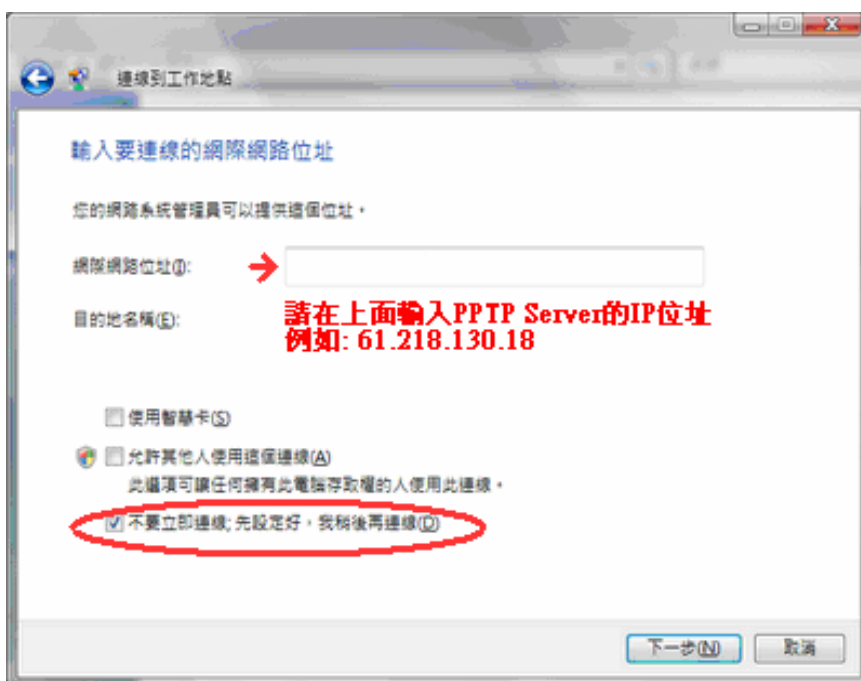 連線到工作地點
輸入要連線的網際網路位址
您的網路系統管理員可以提供這個位址。
網際網路位址(I):
目的地名稱(E):
請在上面輸入PPTP Server的IP位址
例如: 61.218.130.18
使用智慧卡(S)
允許其他人使用這個連線(A)
此選項可讓任何擁有此電腦存取權的人使用此連線。
不要立即連線; 先設定好，我稍後再連線(D)
下一步(N) 取消